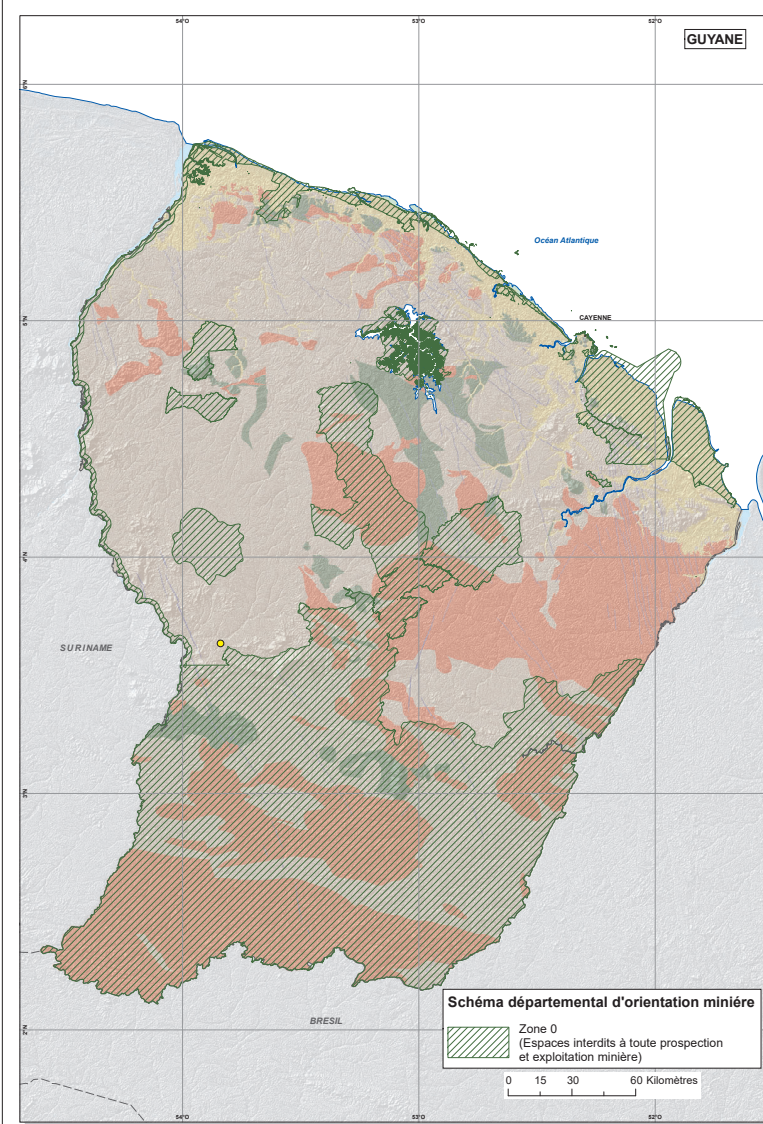 54°O 53°O 52°O
GUYANE
6°N
Océan Atlantique
5°N
CAYENNE
4°N
SURINAME
3°N
Schéma départemental d'orientation miniére
Zone 0
(Espaces interdits à toute prospection
et exploitation minière)
BRESIL
2°N
0 15 30 60 Kilomètres
54°O 53°O 52°O